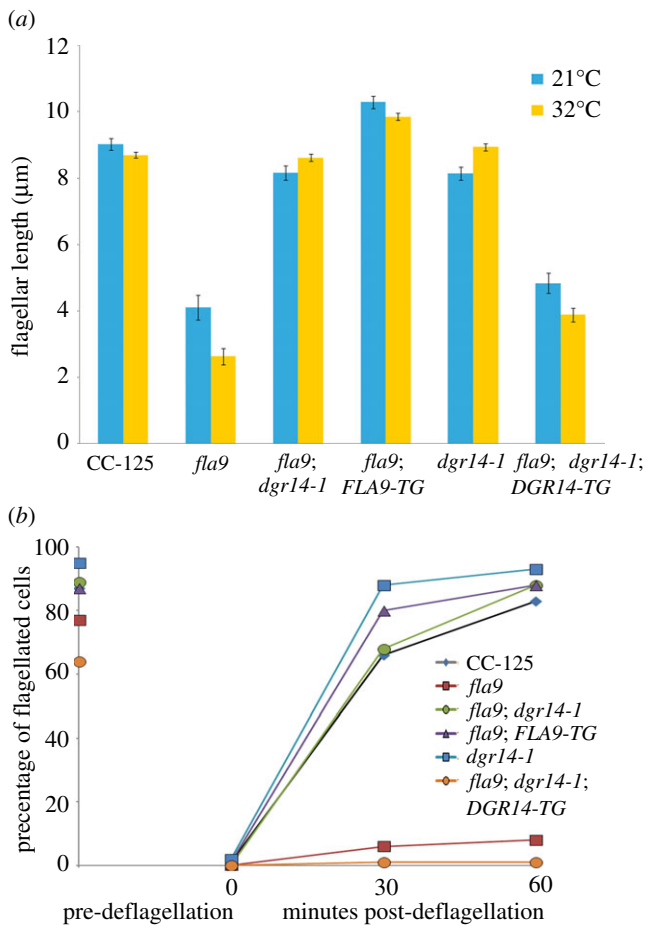 (a)
12
10
8
6
4
2
0
flagellar length (µm)
21°C
32°C
CC-125
fla9
fla9;
dgr14-1
fla9;
FLA9-TG
dgr14-1
fla9; dgr14-1;
DGR14-TG
(b)
100
80
60
40
20
0
precentage of flagellated cells
CC-125
fla9
fla9; dgr14-1
fla9; FLA9-TG
dgr14-1
fla9; dgr14-1;
DGR14-TG
0
30
60
pre-deflagellation
minutes post-deflagellation